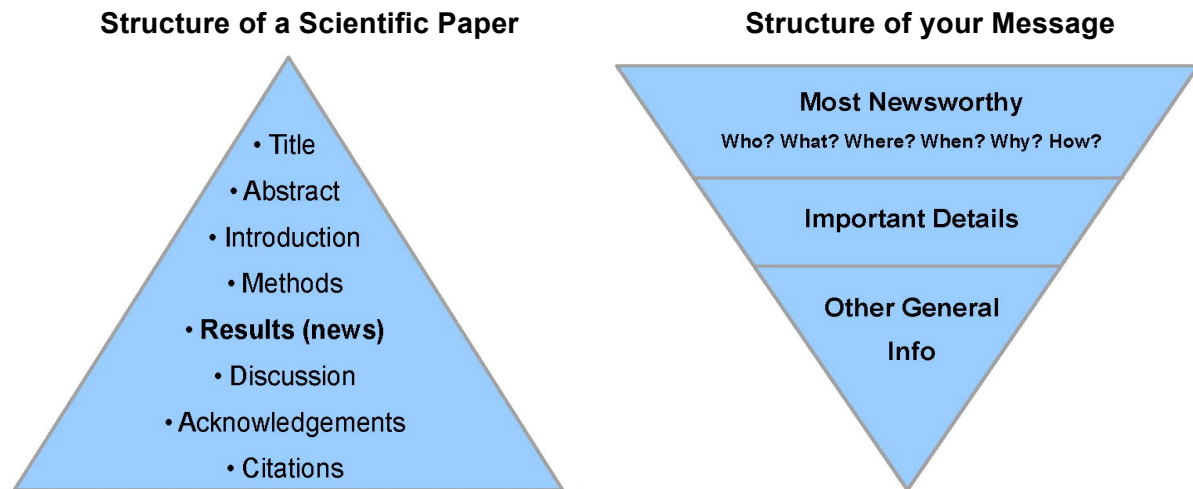 Structure of a Scientific Paper
• Title
• Abstract
• Introduction
• Methods
• Results (news)
• Discussion
• Acknowledgements
• Citations
Structure of your Message
Most Newsworthy
Who? What? Where? When? Why? How?
Important Details
Other General
Info